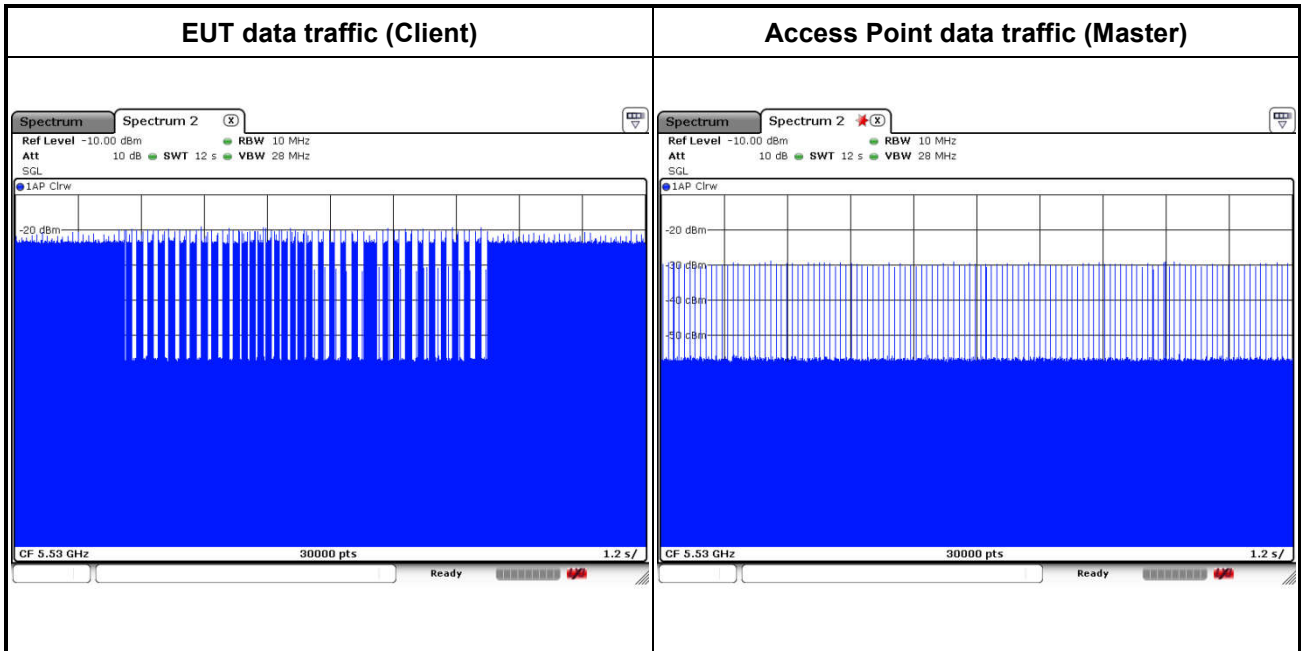 EUT data traffic (Client)
Access Point data traffic (Master)
Spectrum Spectrum 2 X
Ref Level -10.00 dBm RBW 10 MHz
Att 10 dB SWT 12 s VBW 28 MHz
SGL
1AP Clrw
-20 dBm
CF 5.53 GHz 30000 pts 1.2 s/
Ready
Spectrum Spectrum 2 X
Ref Level -10.00 dBm RBW 10 MHz
Att 10 dB SWT 12 s VBW 28 MHz
SGL
1AP Clrw
-20 dBm
-30 dBm
-40 dBm
-50 dBm
CF 5.53 GHz 30000 pts 1.2 s/
Ready